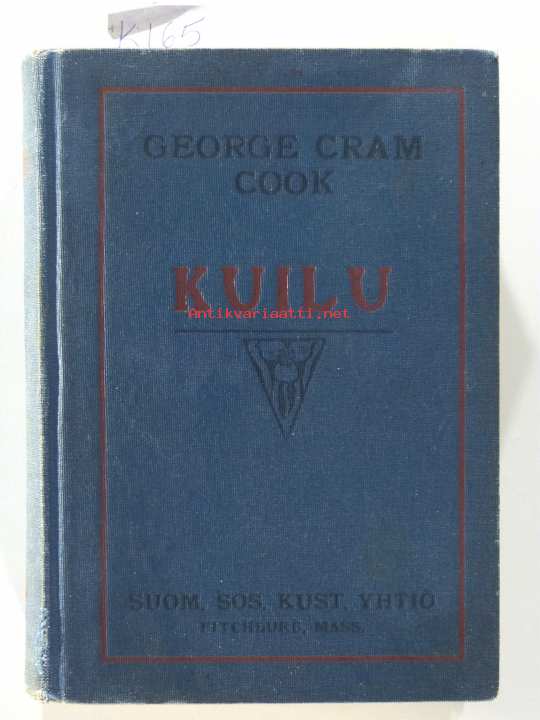 K165
GEORGE CRAM
COOK
KUILU
Antikvariaatti.net
SUOM. SOS. KUST. YHTIÖ
FITCHBURG, MASS.